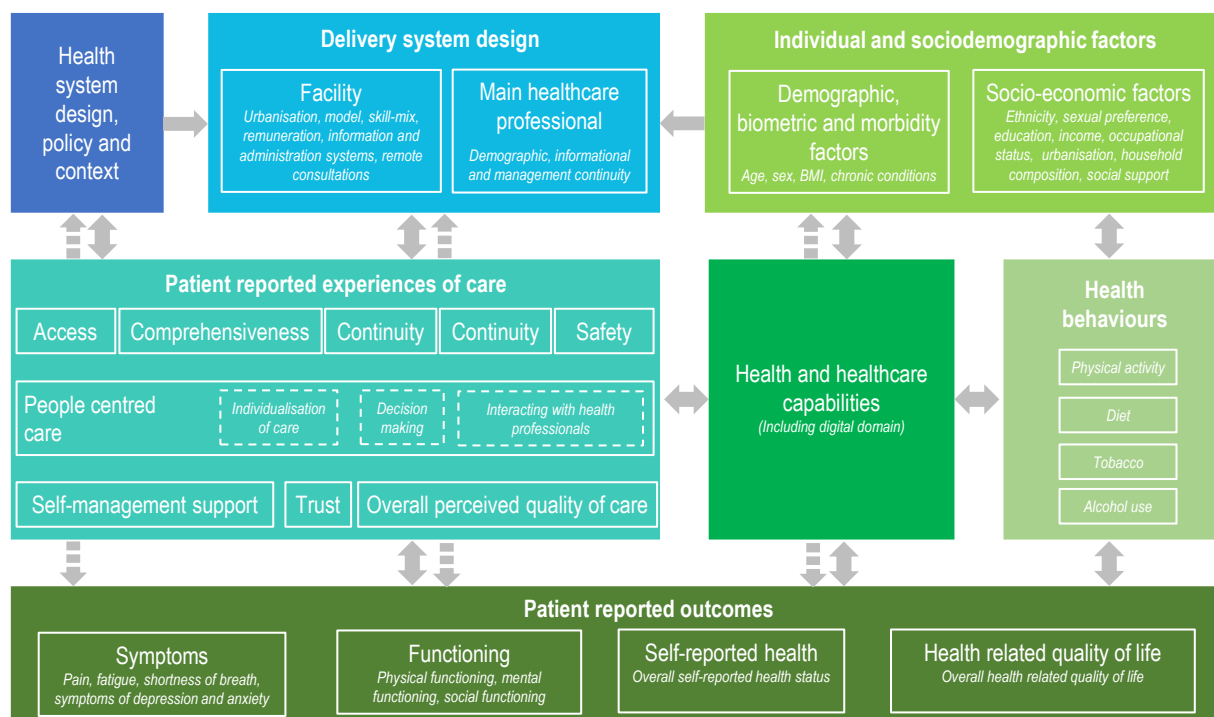 Health
system
design,
policy and
context
Delivery system design
Facility
Urbanisation, model, skill-mix,
remuneration, information and
administration systems, remote
consultations
Main healthcare
professional
Demographic, informational
and management continuity
Individual and sociodemographic factors
Demographic,
biometric and morbidity
factors
Age, sex, BMI, chronic conditions
Socio-economic factors
Ethnicity, sexual preference,
education, income, occupational
status, urbanisation, household
composition, social support
Patient reported experiences of care
Access
Comprehensiveness
Continuity
Continuity
Safety
People centred
care
Individualisation
of care
Decision
making
Interacting with health
professionals
Self-management support
Trust
Overall perceived quality of care
Health and healthcare
capabilities
(Including digital domain)
Health
behaviours
Physical activity
Diet
Tobacco
Alcohol use
Patient reported outcomes
Symptoms
Pain, fatigue, shortness of breath,
symptoms of depression and anxiety
Functioning
Physical functioning, mental
functioning, social functioning
Self-reported health
Overall self-reported health status
Health related quality of life
Overall health related quality of life